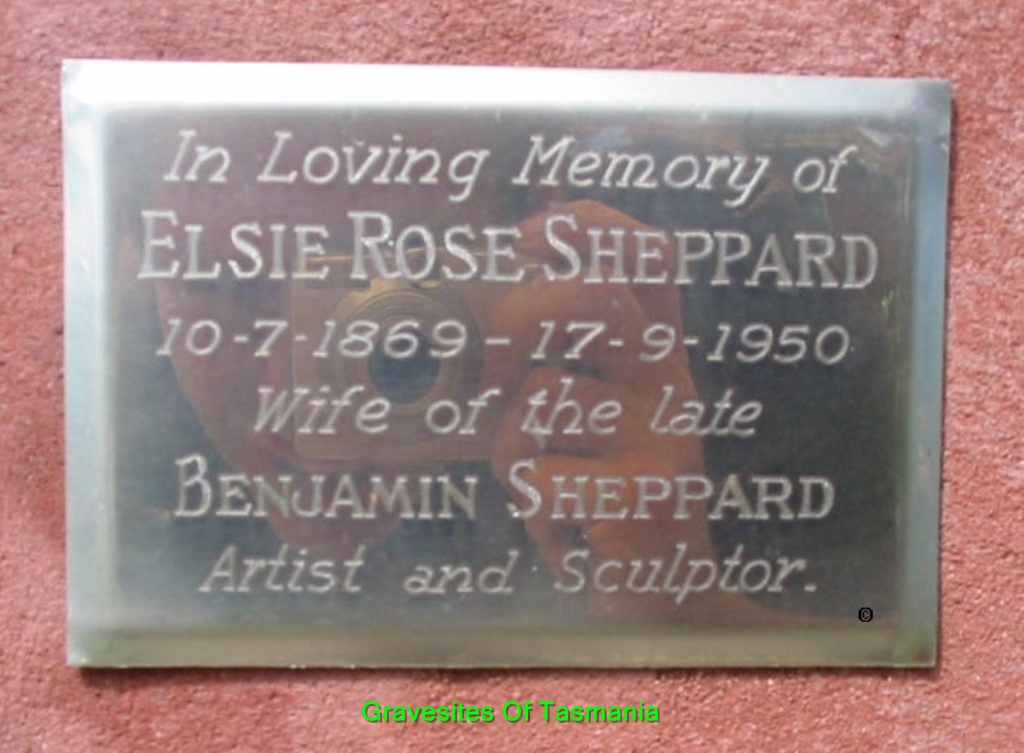 In Loving Memory of
ELSIE ROSE SHEPPARD
10-7-1869 - 17-9-1950
Wife of the late
BENJAMIN SHEPPARD
Artist and Sculptor.
©
Gravesites Of Tasmania